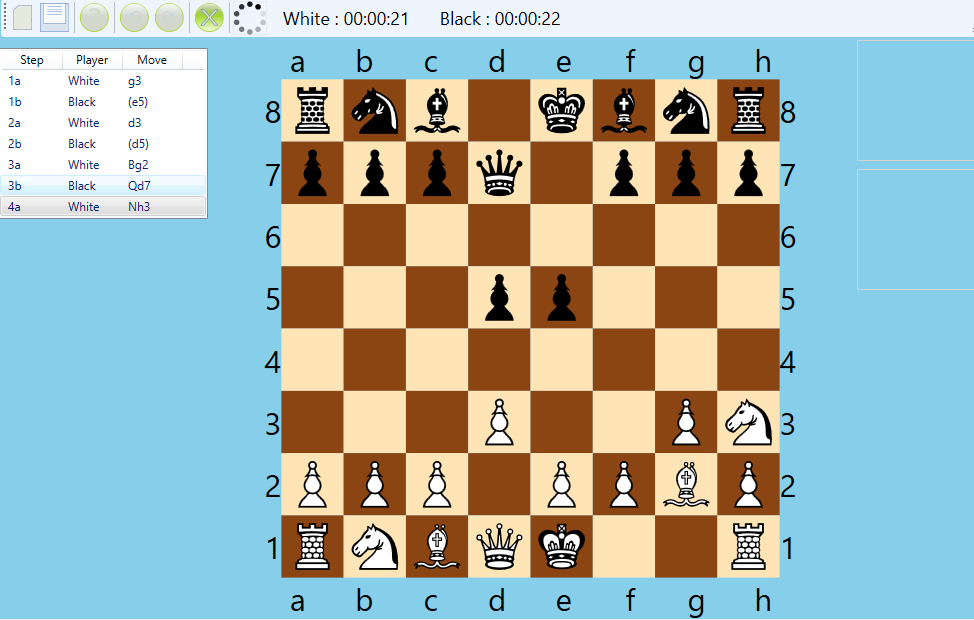 White : 00:00:21 Black : 00:00:22
Step Player Move
1a White g3
1b Black (e5)
2a White d3
2b Black (d5)
3a White Bg2
3b Black Qd7
4a White Nh3
a b c d e f g h
8 8
7 7
6 6
5 5
4 4
3 3
2 2
1 1
a b c d e f g h